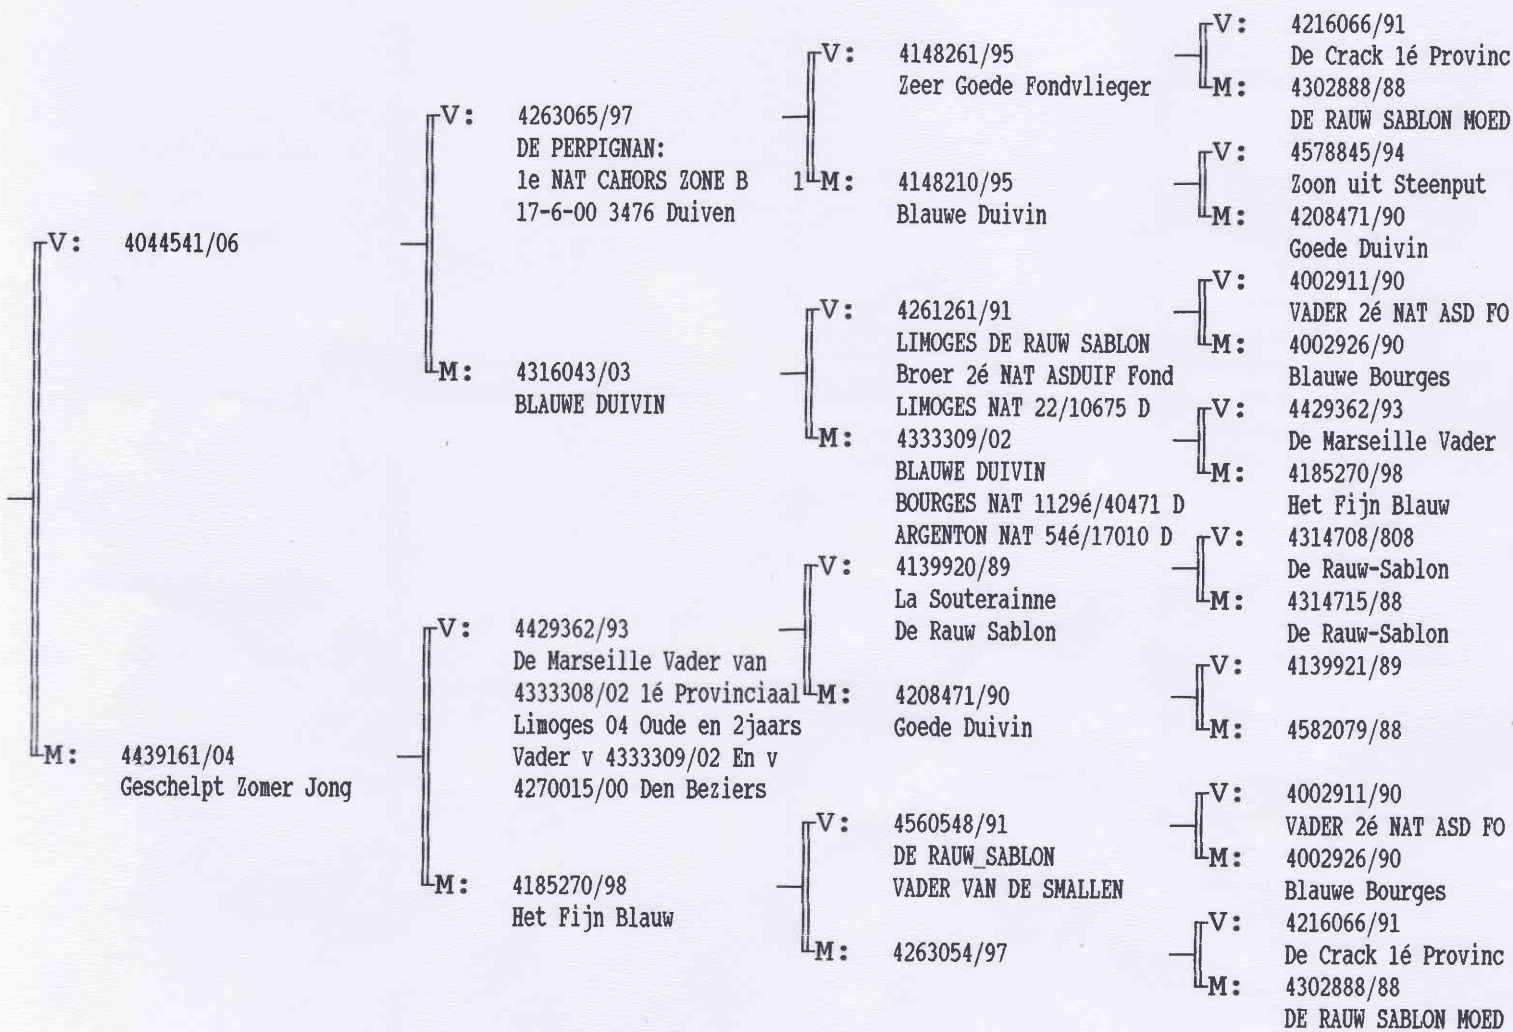 V: 4044541/06
M: 4439161/04
Geschelpt Zomer Jong
V: 4263065/97
DE PERPIGNAN:
1e NAT CAHORS ZONE B
17-6-00 3476 Duiven
M: 4316043/03
BLAUWE DUIVIN
V: 4429362/93
De Marseille Vader van
4333308/02 1é Provinciaal
Limoges 04 Oude en 2jaars
Vader v 4333309/02 En v
4270015/00 Den Beziers
M: 4185270/98
Het Fijn Blauw
V: 4148261/95
Zeer Goede Fondvlieger
1 M: 4148210/95
Blauwe Duivin
V: 4261261/91
LIMOGES DE RAUW SABLON
Broer 2é NAT ASDUIF Fond
LIMOGES NAT 22/10675 D
M: 4333309/02
BLAUWE DUIVIN
BOURGES NAT 1129é/40471 D
ARGENTON NAT 54é/17010 D
V: 4139920/89
La Souterainne
De Rauw Sablon
M: 4208471/90
Goede Duivin
V: 4560548/91
DE RAUW_SABLON
VADER VAN DE SMALLEN
M: 4263054/97
V: 4216066/91
De Crack 1é Provinc
M: 4302888/88
DE RAUW SABLON MOED
V: 4578845/94
Zoon uit Steenput
M: 4208471/90
Goede Duivin
V: 4002911/90
VADER 2é NAT ASD FO
M: 4002926/90
Blauwe Bourges
V: 4429362/93
De Marseille Vader
M: 4185270/98
Het Fijn Blauw
V: 4314708/808
De Rauw-Sablon
M: 4314715/88
De Rauw-Sablon
V: 4139921/89
M: 4582079/88
V: 4002911/90
VADER 2é NAT ASD FO
M: 4002926/90
Blauwe Bourges
V: 4216066/91
De Crack 1é Provinc
M: 4302888/88
DE RAUW SABLON MOED